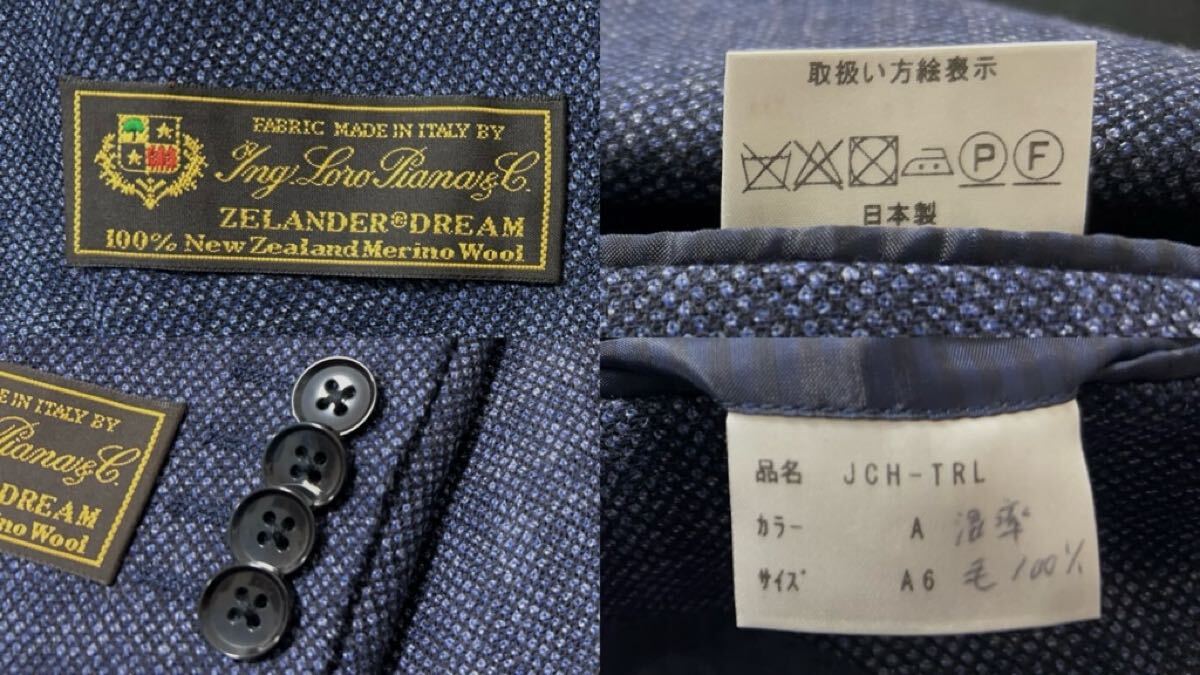 FABRIC MADE IN ITALY BY
Ing. Loro Piana & C.
ZELANDER®DREAM
100% New Zealand Merino Wool
取扱い方絵表示
P F
日本製
E IN ITALY BY
Piana & C.
DREAM
no Wool
品名 JCH-TRL
カラー A 混率
サイズ A6 毛100%